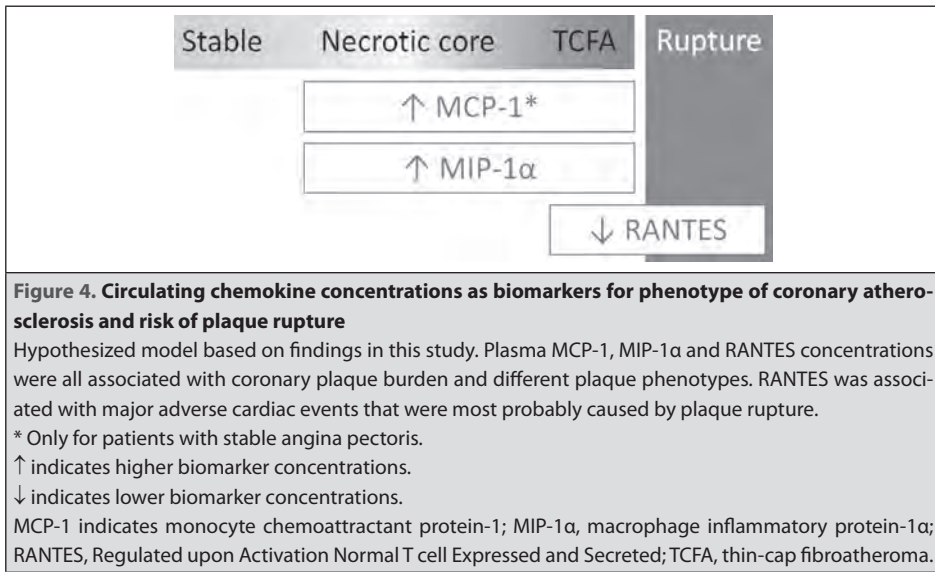 Stable Necrotic core TCFA Rupture
↑ MCP-1*
↑ MIP-1α
↓ RANTES
Figure 4. Circulating chemokine concentrations as biomarkers for phenotype of coronary athero-
sclerosis and risk of plaque rupture
Hypothesized model based on findings in this study. Plasma MCP-1, MIP-1α and RANTES concentrations
were all associated with coronary plaque burden and different plaque phenotypes. RANTES was associ-
ated with major adverse cardiac events that were most probably caused by plaque rupture.
* Only for patients with stable angina pectoris.
↑ indicates higher biomarker concentrations.
↓ indicates lower biomarker concentrations.
MCP-1 indicates monocyte chemoattractant protein-1; MIP-1α, macrophage inflammatory protein-1α;
RANTES, Regulated upon Activation Normal T cell Expressed and Secreted; TCFA, thin-cap fibroatheroma.